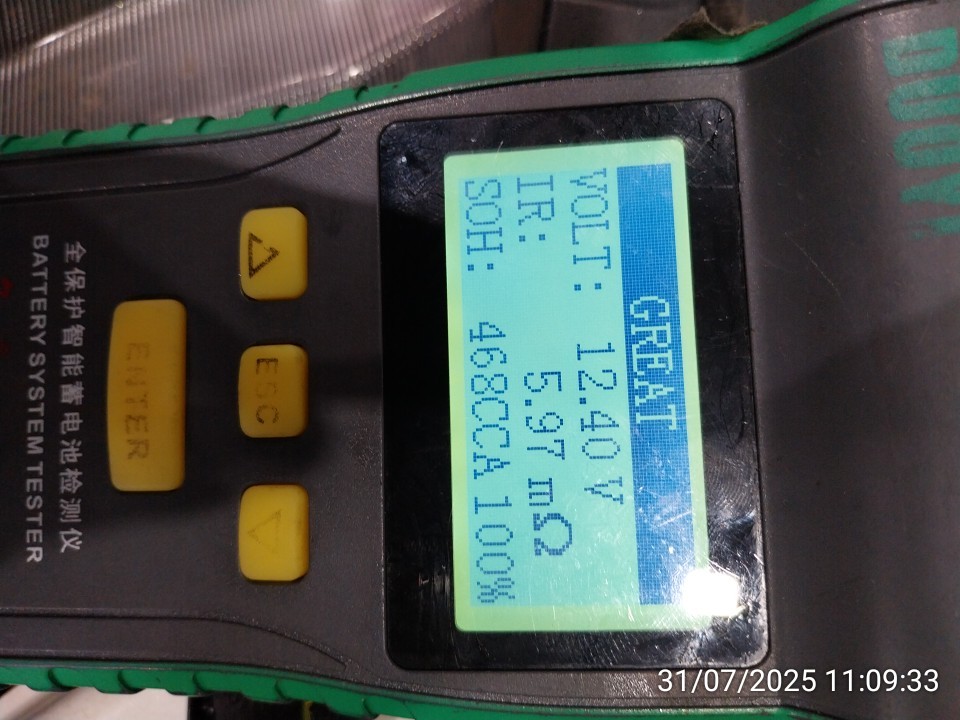 DUOYI
GREAT
VOLT: 12.40 V
IR: 5.97 mΩ
SOH: 468CCA 100%
ESC
ENTER
全保护智能蓄电池检测仪
BATTERY SYSTEM TESTER
31/07/2025 11:09:33